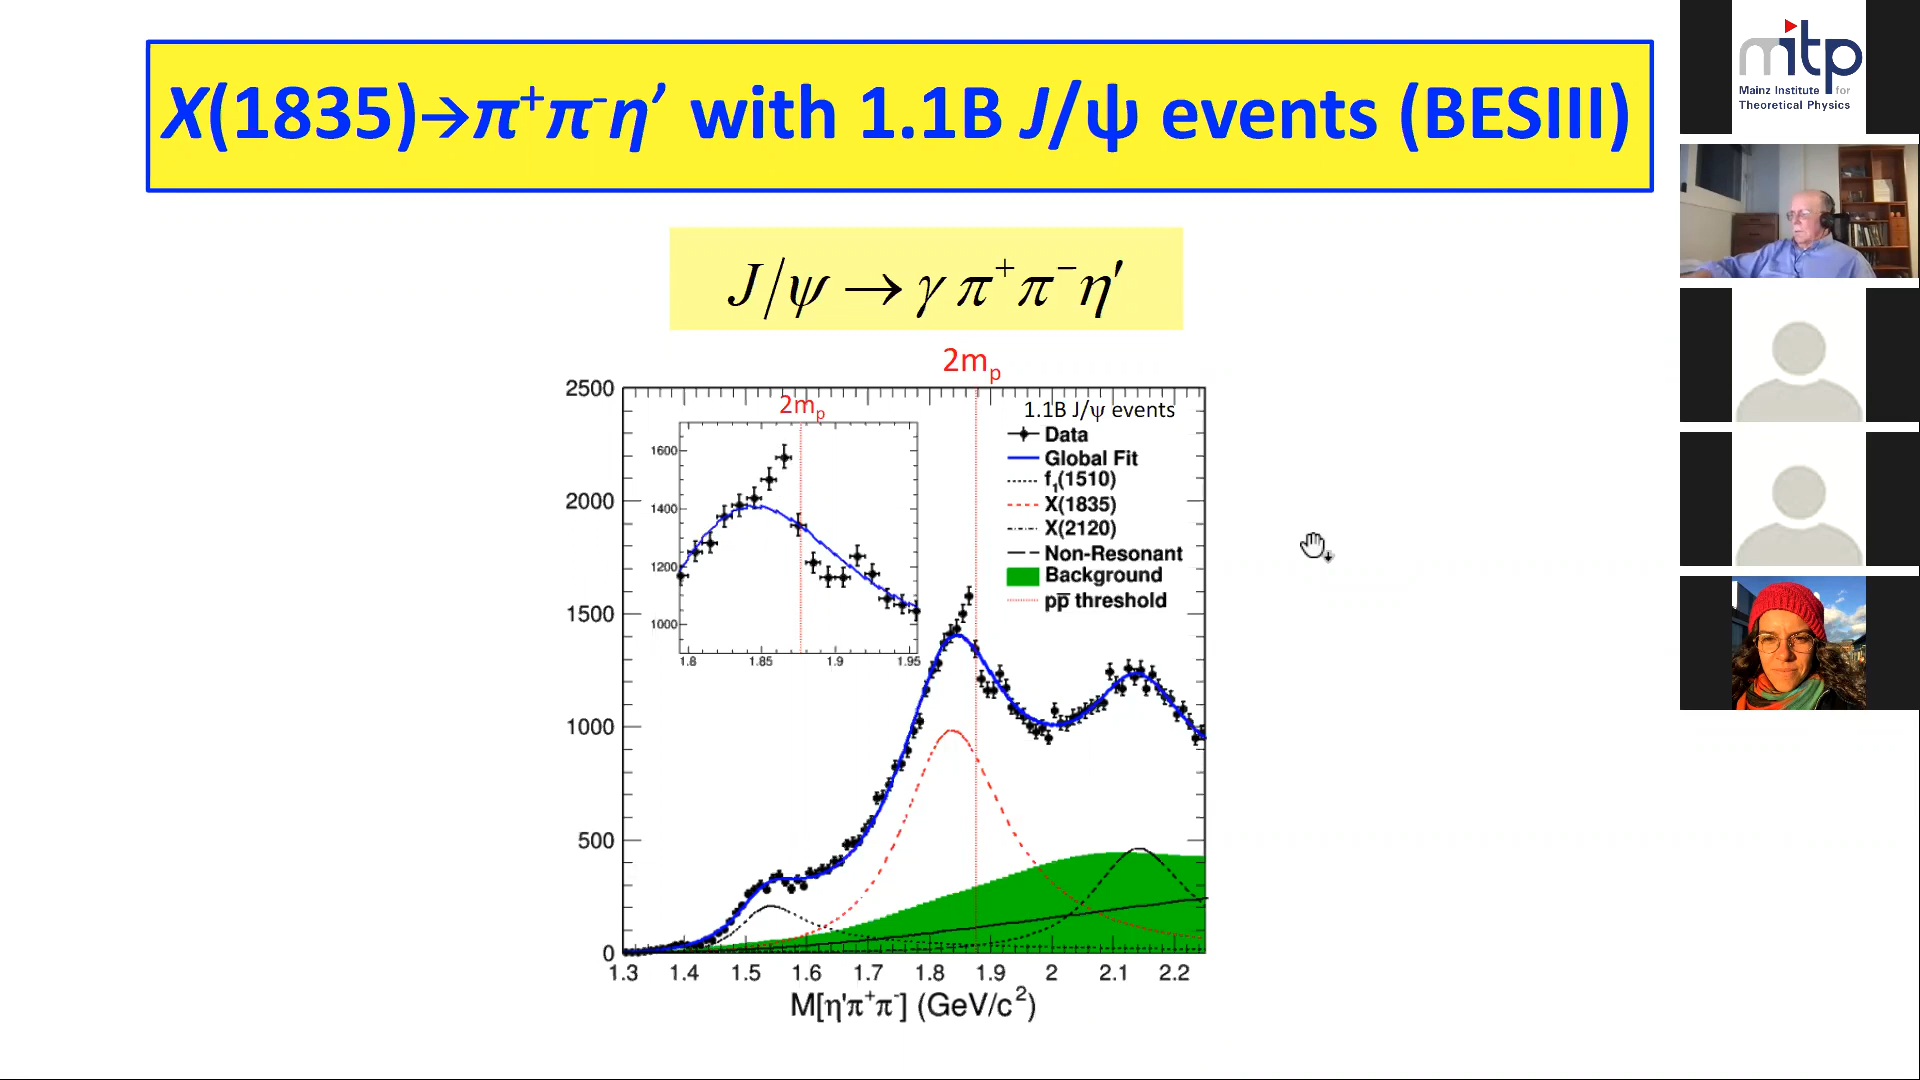 X(1835)→π⁺π⁻η′ with 1.1B J/ψ events (BESIII)
J/ψ → γ π⁺ π⁻ η′
2mₚ
2500
2000
1500
1000
500
0
1.3 1.4 1.5 1.6 1.7 1.8 1.9 2 2.1 2.2
M[η′π⁺π⁻] (GeV/c²)
2mₚ
1600
1400
1200
1000
1.8 1.85 1.9 1.95
1.1B J/ψ events
Data
Global Fit
f₁(1510)
X(1835)
X(2120)
Non-Resonant
Background
pp̅ threshold
mitp
Mainz Institute for
Theoretical Physics